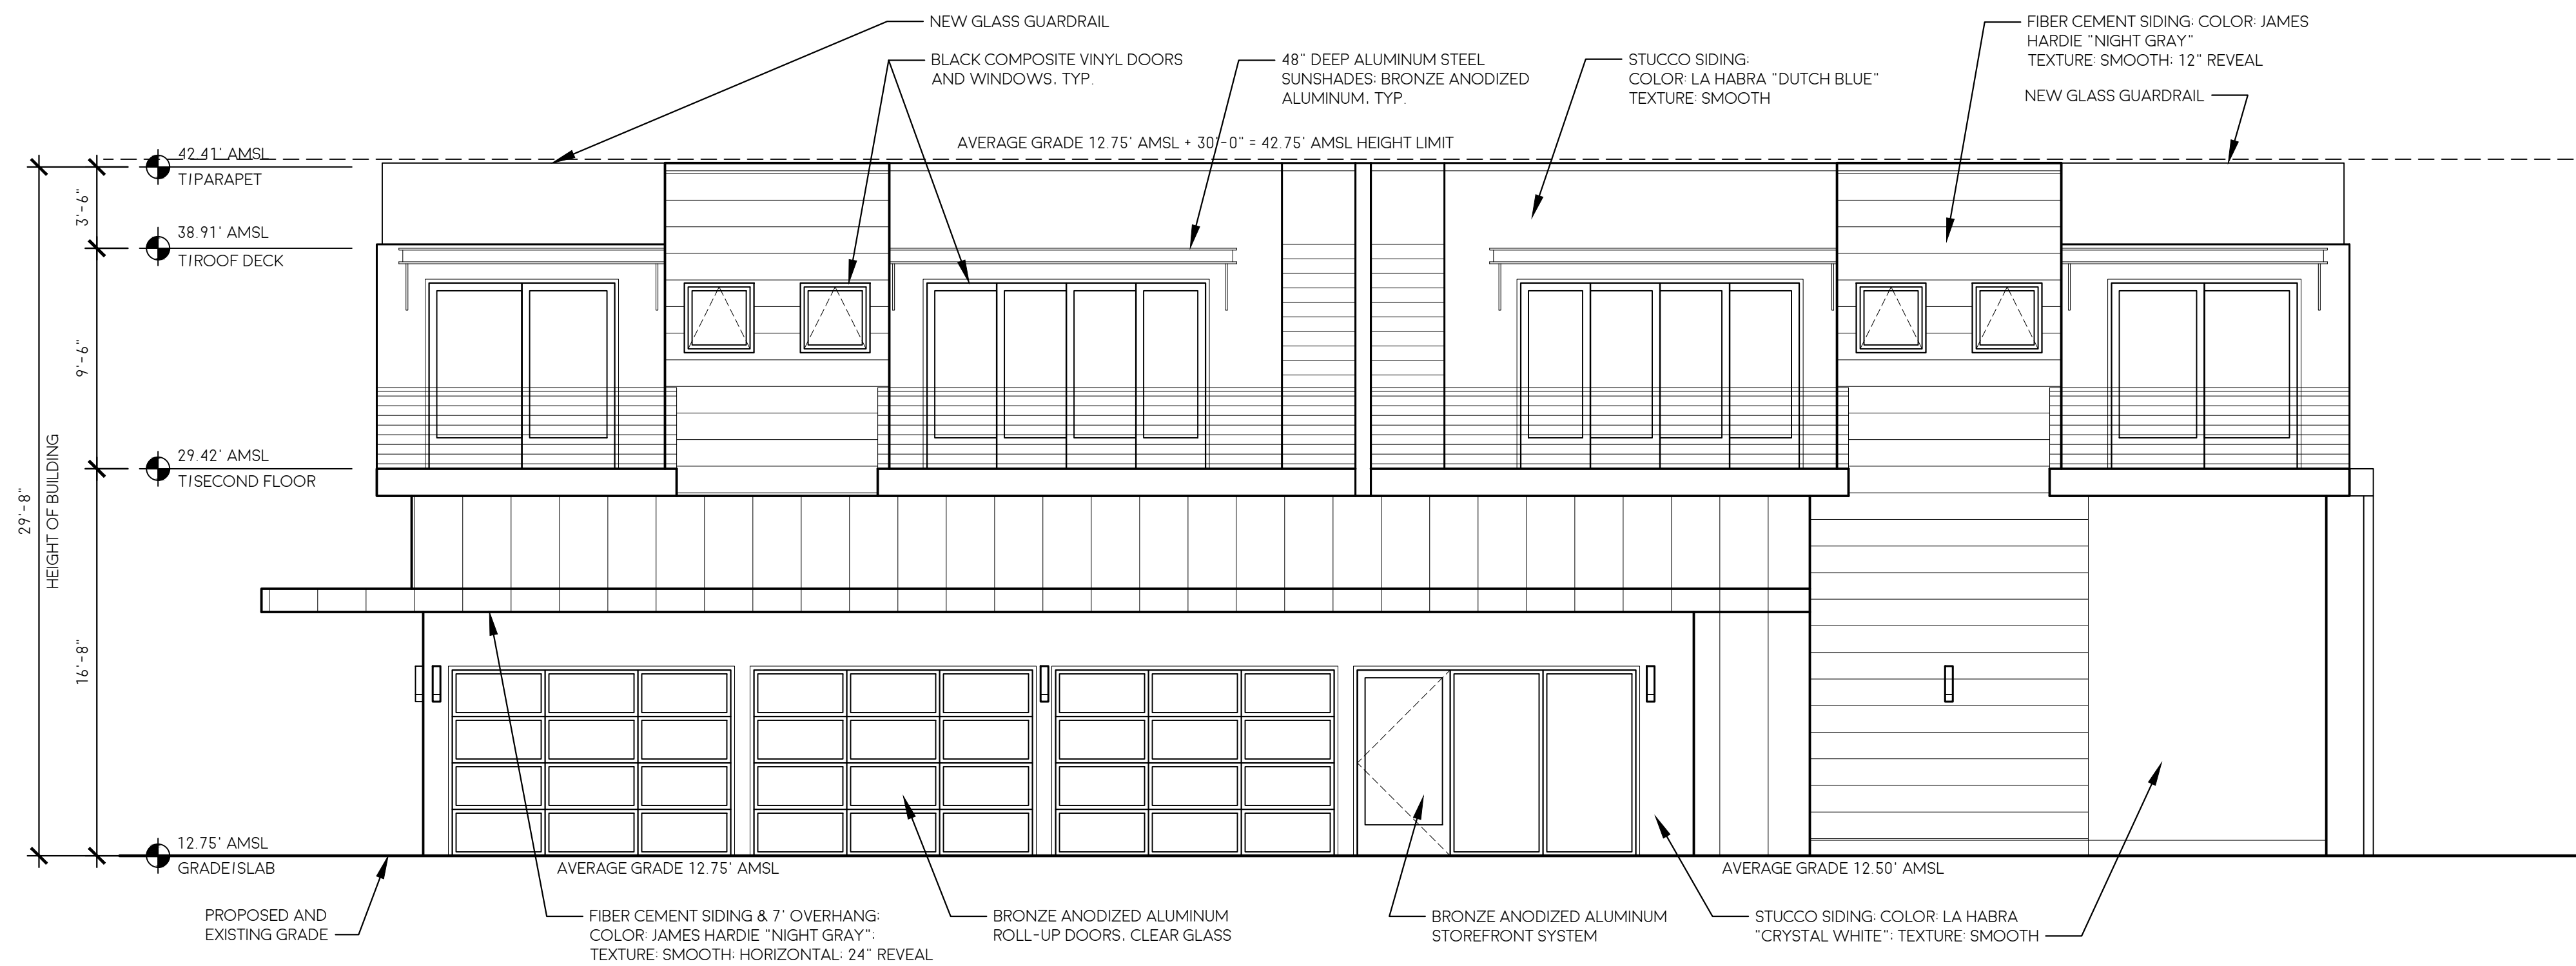 NEW GLASS GUARDRAIL
BLACK COMPOSITE VINYL DOORS
AND WINDOWS, TYP.
48" DEEP ALUMINUM STEEL
SUNSHADES; BRONZE ANODIZED
ALUMINUM, TYP.
STUCCO SIDING;
COLOR: LA HABRA "DUTCH BLUE"
TEXTURE: SMOOTH
FIBER CEMENT SIDING; COLOR: JAMES
HARDIE "NIGHT GRAY"
TEXTURE: SMOOTH; 12" REVEAL
NEW GLASS GUARDRAIL
AVERAGE GRADE 12.75' AMSL + 30'-0" = 42.75' AMSL HEIGHT LIMIT
42.41' AMSL
T/PARAPET
3'-6"
38.91' AMSL
T/ROOF DECK
9'-6"
29.42' AMSL
T/SECOND FLOOR
29'-8"
HEIGHT OF BUILDING
16'-8"
12.75' AMSL
GRADE/SLAB
AVERAGE GRADE 12.75' AMSL
AVERAGE GRADE 12.50' AMSL
PROPOSED AND
EXISTING GRADE
FIBER CEMENT SIDING & 7' OVERHANG;
COLOR: JAMES HARDIE "NIGHT GRAY";
TEXTURE: SMOOTH; HORIZONTAL; 24" REVEAL
BRONZE ANODIZED ALUMINUM
ROLL-UP DOORS, CLEAR GLASS
BRONZE ANODIZED ALUMINUM
STOREFRONT SYSTEM
STUCCO SIDING; COLOR: LA HABRA
"CRYSTAL WHITE"; TEXTURE: SMOOTH